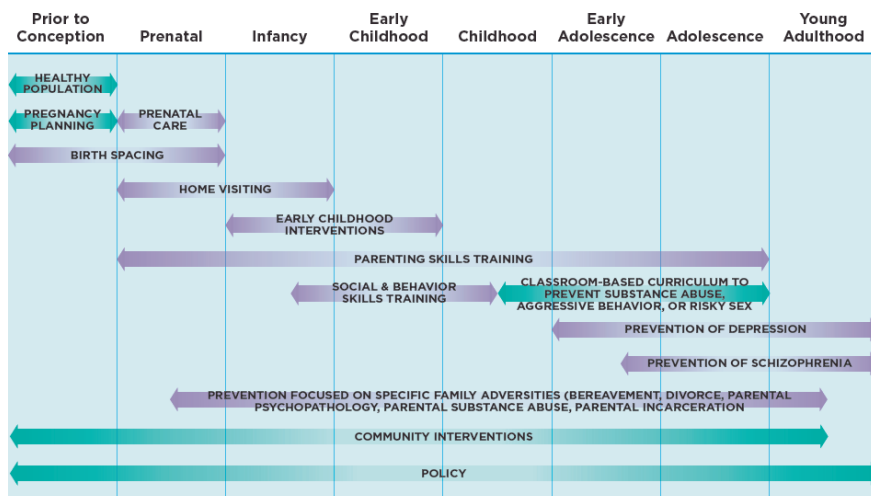 Prior to
Conception
Prenatal
Infancy
Early
Childhood
Childhood
Early
Adolescence
Adolescence
Young
Adulthood
HEALTHY
POPULATION
PREGNANCY
PLANNING
PRENATAL
CARE
BIRTH SPACING
HOME VISITING
EARLY CHILDHOOD
INTERVENTIONS
PARENTING SKILLS TRAINING
SOCIAL & BEHAVIOR
SKILLS TRAINING
CLASSROOM-BASED CURRICULUM TO
PREVENT SUBSTANCE ABUSE,
AGGRESSIVE BEHAVIOR, OR RISKY SEX
PREVENTION OF DEPRESSION
PREVENTION OF SCHIZOPHRENIA
PREVENTION FOCUSED ON SPECIFIC FAMILY ADVERSITIES (BEREAVEMENT, DIVORCE, PARENTAL
PSYCHOPATHOLOGY, PARENTAL SUBSTANCE ABUSE, PARENTAL INCARCERATION
COMMUNITY INTERVENTIONS
POLICY